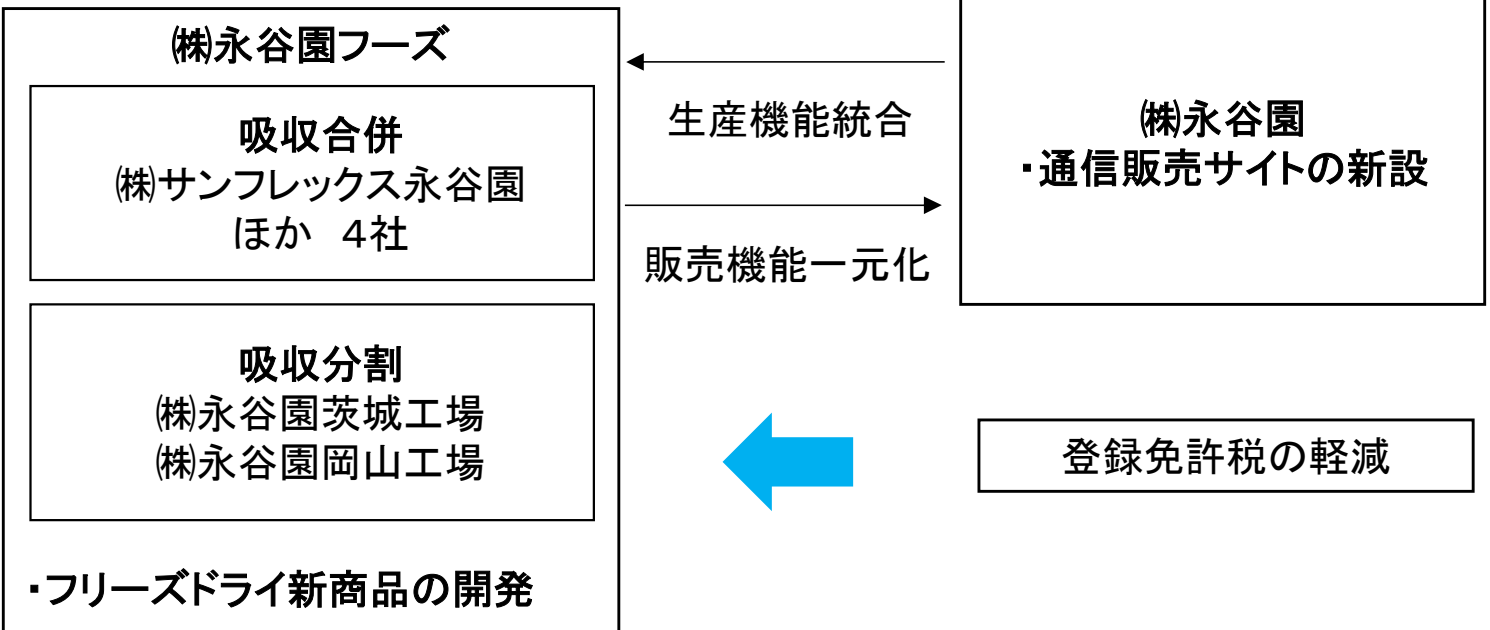 ㈱永谷園フーズ
吸収合併
㈱サンフレックス永谷園
ほか　４社
吸収分割
㈱永谷園茨城工場
㈱永谷園岡山工場
・フリーズドライ新商品の開発
生産機能統合
販売機能一元化
㈱永谷園
・通信販売サイトの新設
登録免許税の軽減